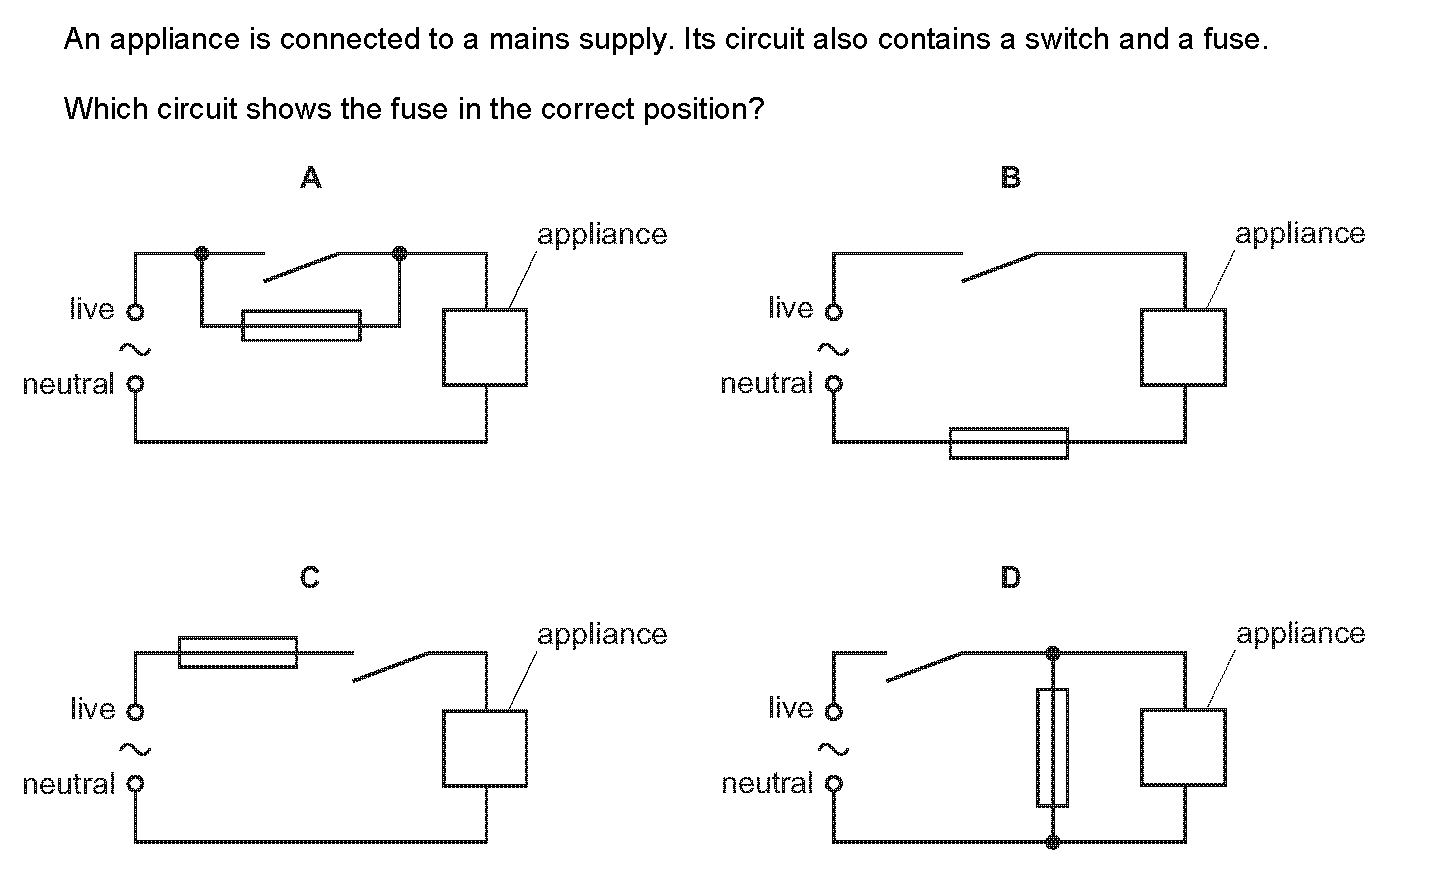 An appliance is connected to a mains supply. Its circuit also contains a switch and a fuse.
Which circuit shows the fuse in the correct position?
A
appliance
live
neutral
B
appliance
live
neutral
C
appliance
live
neutral
D
appliance
live
neutral